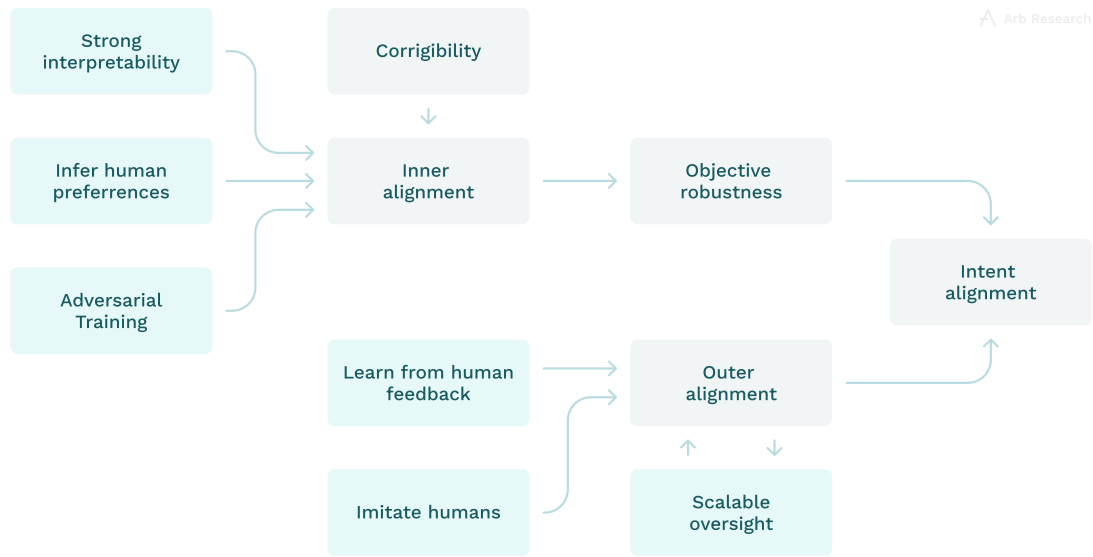 Arb Research
Strong
interpretability
Corrigibility
Infer human
preferrences
Inner
alignment
Objective
robustness
Intent
alignment
Adversarial
Training
Learn from human
feedback
Outer
alignment
Imitate humans
Scalable
oversight